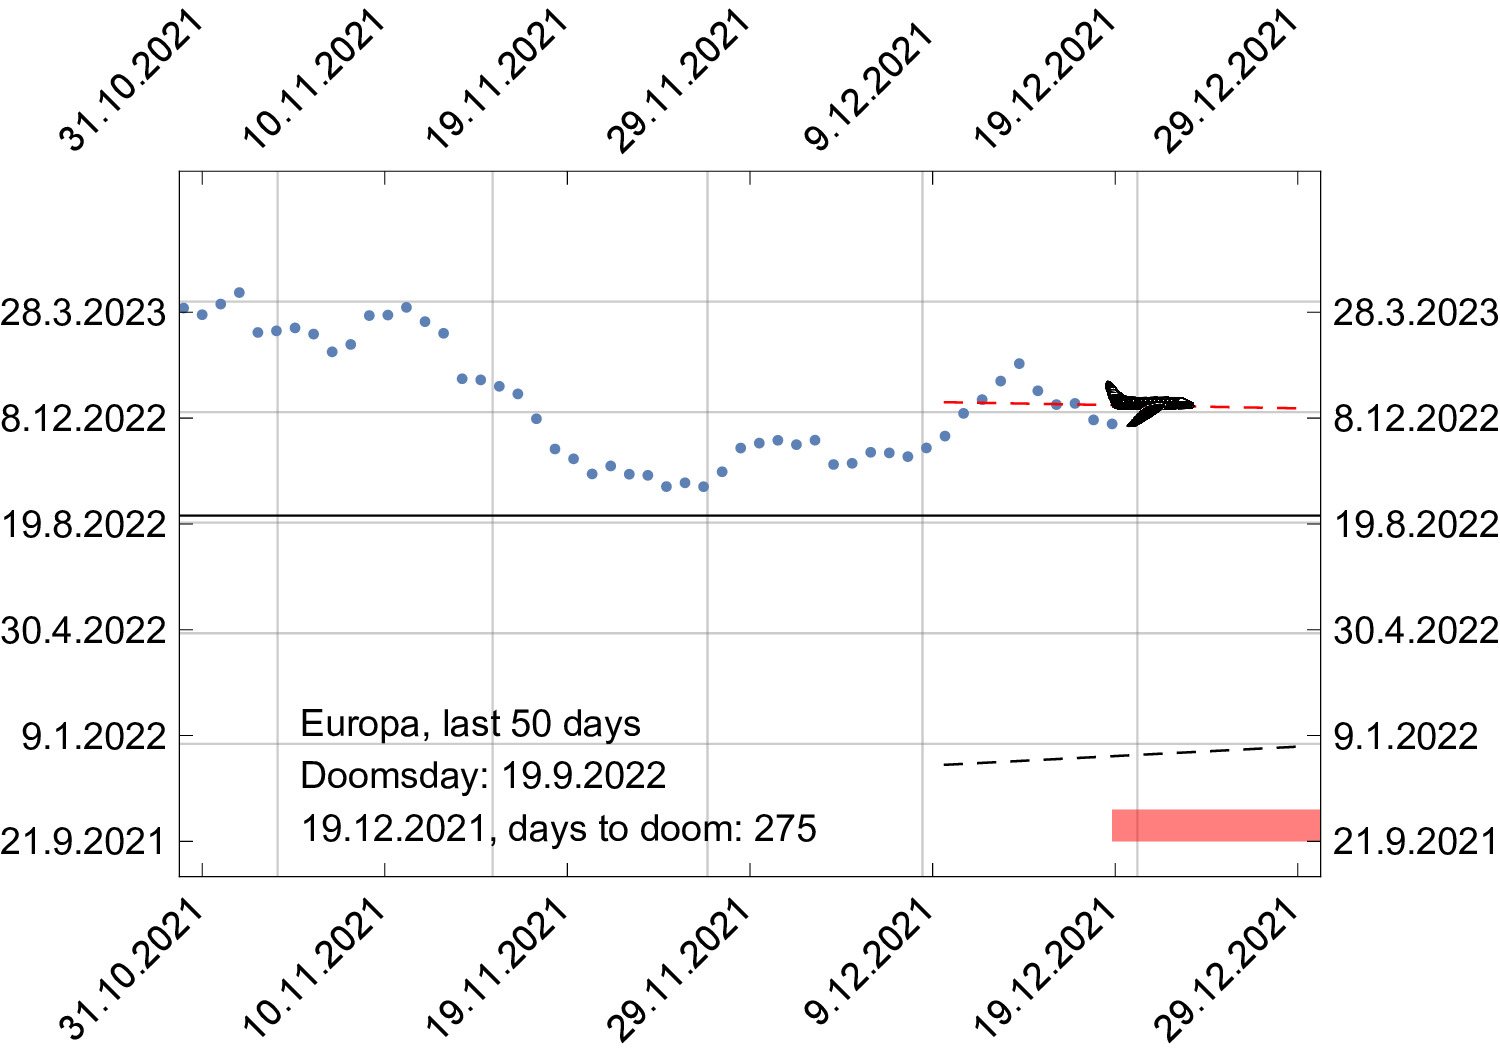 31.10.2021 10.11.2021 19.11.2021 29.11.2021 9.12.2021 19.12.2021 29.12.2021
28.3.2023 28.3.2023
8.12.2022 8.12.2022
19.8.2022 19.8.2022
30.4.2022 30.4.2022
9.1.2022 9.1.2022
21.9.2021 21.9.2021
Europa, last 50 days
Doomsday: 19.9.2022
19.12.2021, days to doom: 275
31.10.2021 10.11.2021 19.11.2021 29.11.2021 9.12.2021 19.12.2021 29.12.2021